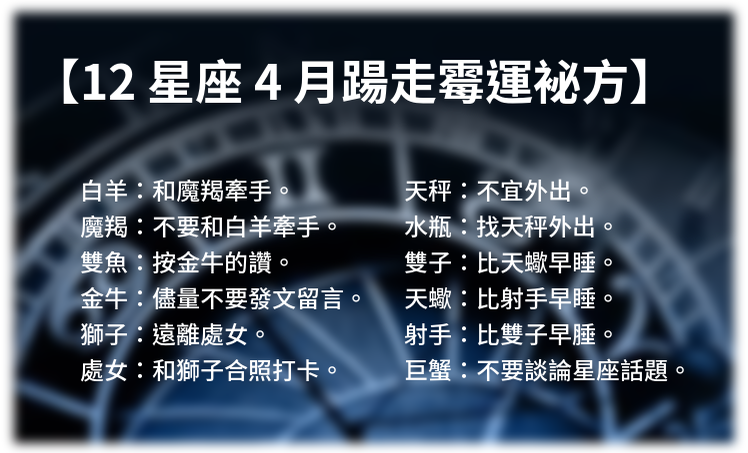 【12 星座 4 月踢走霉運祕方】
白羊：和魔羯牽手。
魔羯：不要和白羊牽手。
雙魚：按金牛的讚。
金牛：儘量不要發文留言。
獅子：遠離處女。
處女：和獅子合照打卡。
天秤：不宜外出。
水瓶：找天秤外出。
雙子：比天蠍早睡。
天蠍：比射手早睡。
射手：比雙子早腄。
巨蟹：不要談論星座話題。